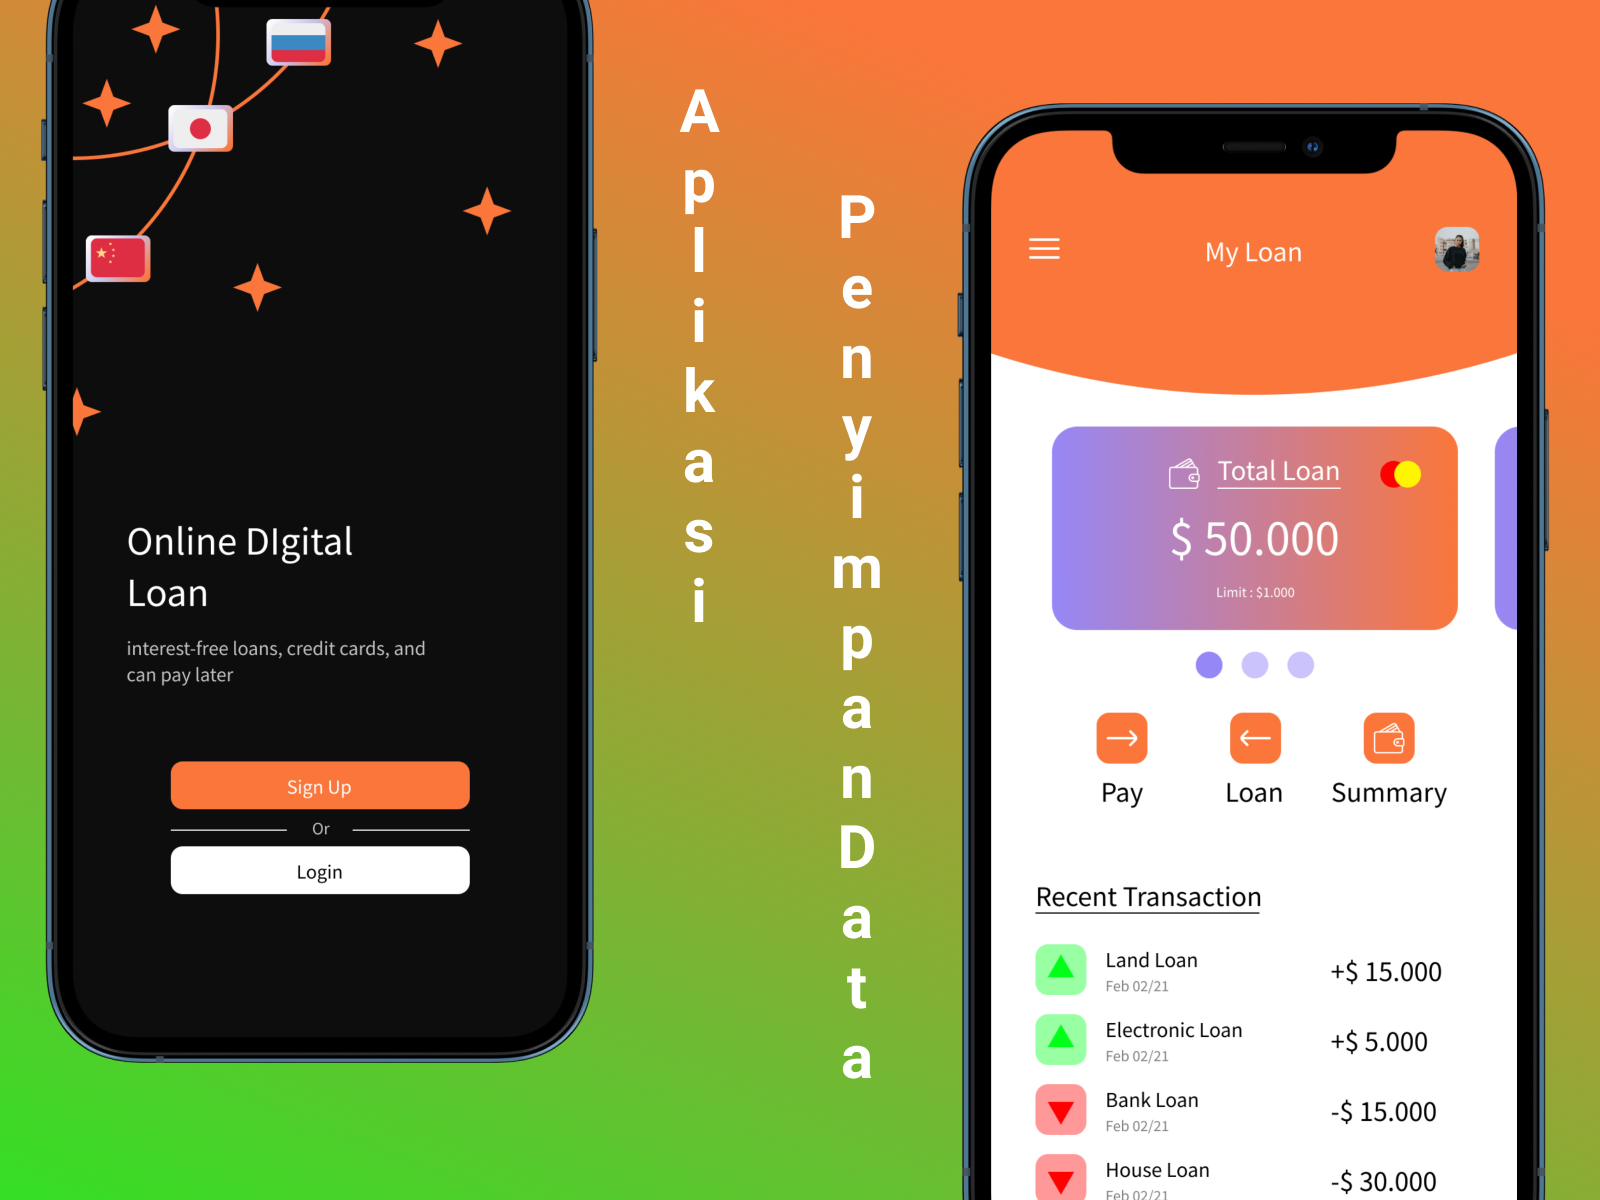 Online DIgital
Loan
interest-free loans, credit cards, and
can pay later
Sign Up
Or
Login
Aplikasi
PenyimpanData
My Loan
Total Loan
$ 50.000
Limit : $1.000
Pay
Loan
Summary
Recent Transaction
Land Loan
+$ 15.000
Feb 02/21
Electronic Loan
+$ 5.000
Feb 02/21
Bank Loan
-$ 15.000
Feb 02/21
House Loan
-$ 30.000
Feb 02/21